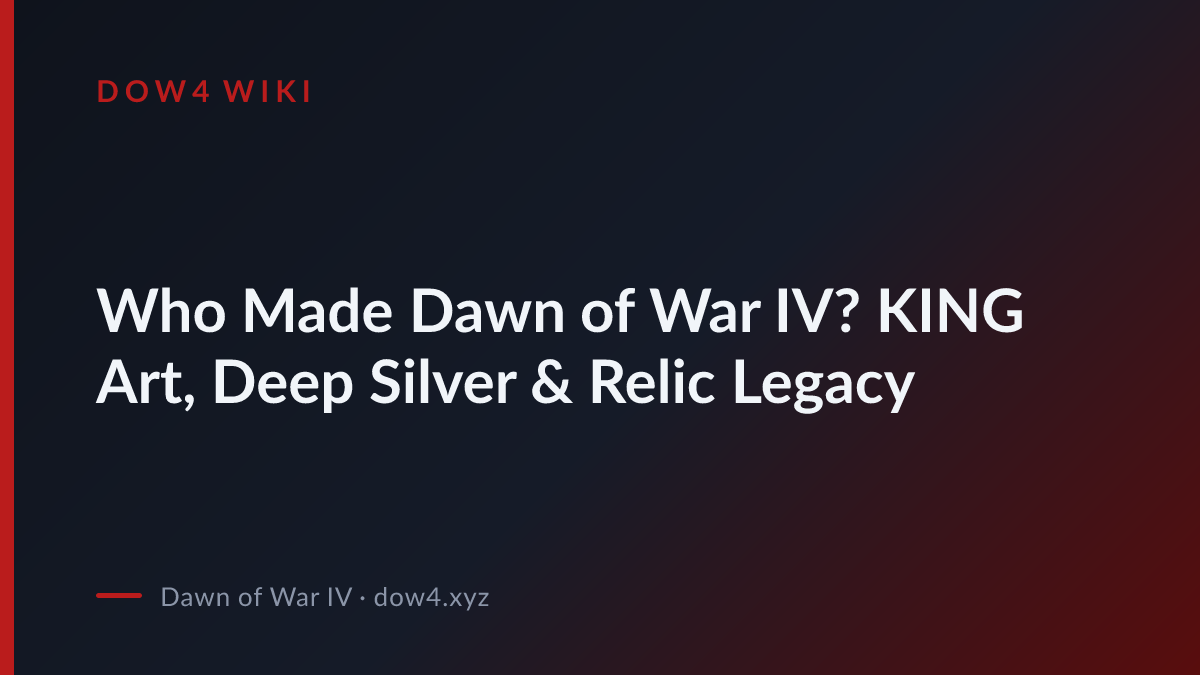 DOW4 WIKI
Who Made Dawn of War IV? KING
Art, Deep Silver & Relic Legacy
Dawn of War IV · dow4.xyz